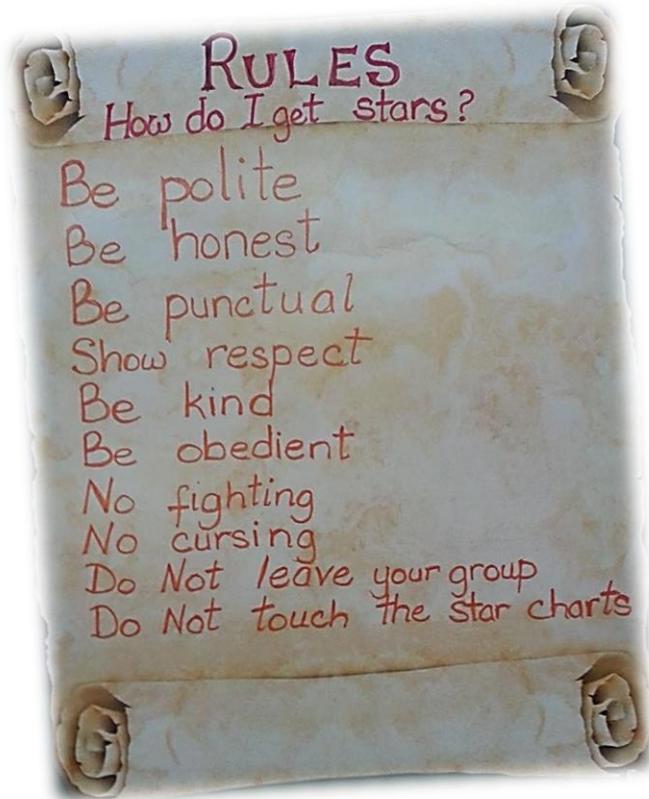 RULES
How do I get stars?
Be polite
Be honest
Be punctual
Show respect
Be kind
Be obedient
No fighting
No cursing
Do Not leave your group
Do Not touch the star charts